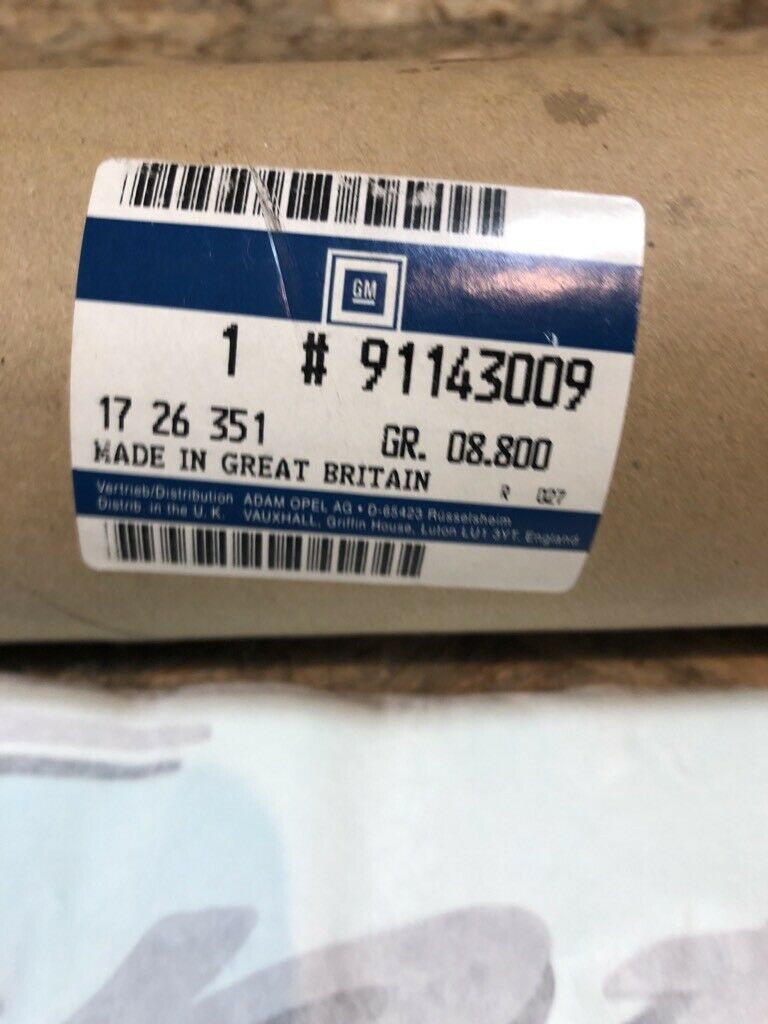 GM
1 # 91143009
17 26 351 GR. 08.800
MADE IN GREAT BRITAIN R 027
Vertrieb/Distribution ADAM OPEL AG • D-65423 Rüsselsheim
Distrib. in the U. K. VAUXHALL, Griffin House, Luton LU1 3YT, England